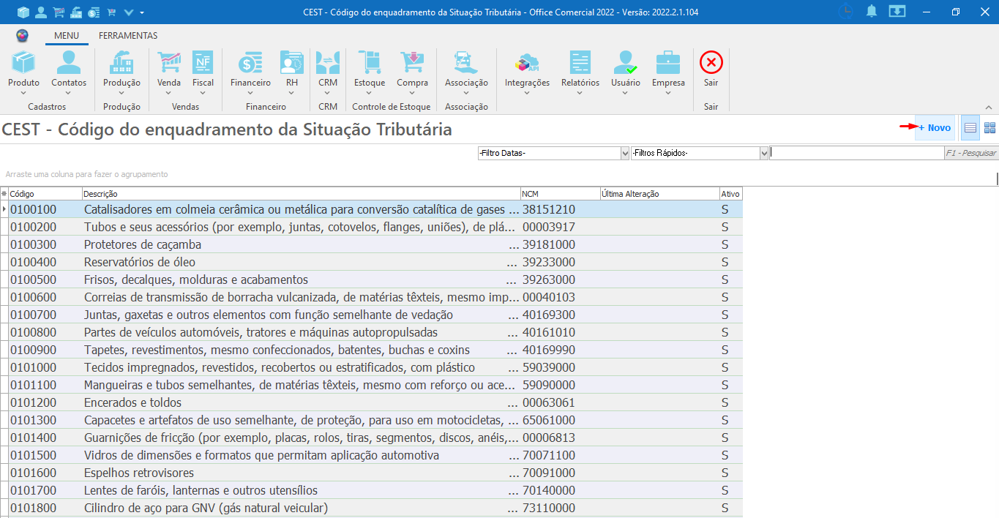 CEST - Código do enquadramento da Situação Tributária - Office Comercial 2022 - Versão: 2022.2.1.104
MENU FERRAMENTAS
Produto Contatos Produção Venda Fiscal Financeiro RH CRM Estoque Compra Associação Integrações Relatórios Usuário Empresa Sair
NF
API
Cadastros Produção Vendas Financeiro CRM Controle de Estoque Associação Sair
CEST - Código do enquadramento da Situação Tributária
+ Novo
-Filtro Datas- -Filtros Rápidos- F1 - Pesquisar
Arraste uma coluna para fazer o agrupamento
Código Descrição NCM Última Alteração Ativo
0100100 Catalisadores em colmeia cerâmica ou metálica para conversão catalítica de gases ... 38151210 S
0100200 Tubos e seus acessórios (por exemplo, juntas, cotovelos, flanges, uniões), de plá... 00003917 S
0100300 Protetores de caçamba ... 39181000 S
0100400 Reservatórios de óleo ... 39233000 S
0100500 Frisos, decalques, molduras e acabamentos ... 39263000 S
0100600 Correias de transmissão de borracha vulcanizada, de matérias têxteis, mesmo imp... 00040103 S
0100700 Juntas, gaxetas e outros elementos com função semelhante de vedação ... 40169300 S
0100800 Partes de veículos automóveis, tratores e máquinas autopropulsadas ... 40161010 S
0100900 Tapetes, revestimentos, mesmo confeccionados, batentes, buchas e coxins ... 40169990 S
0101000 Tecidos impregnados, revestidos, recobertos ou estratificados, com plástico ... 59039000 S
0101100 Mangueiras e tubos semelhantes, de matérias têxteis, mesmo com reforço ou ace... 59090000 S
0101200 Encerados e toldos ... 00063061 S
0101300 Capacetes e artefatos de uso semelhante, de proteção, para uso em motocicletas, ... 65061000 S
0101400 Guarnições de fricção (por exemplo, placas, rolos, tiras, segmentos, discos, anéis,... 00006813 S
0101500 Vidros de dimensões e formatos que permitam aplicação automotiva ... 70071100 S
0101600 Espelhos retrovisores ... 70091000 S
0101700 Lentes de faróis, lanternas e outros utensílios ... 70140000 S
0101800 Cilindro de aço para GNV (gás natural veicular) ... 73110000 S